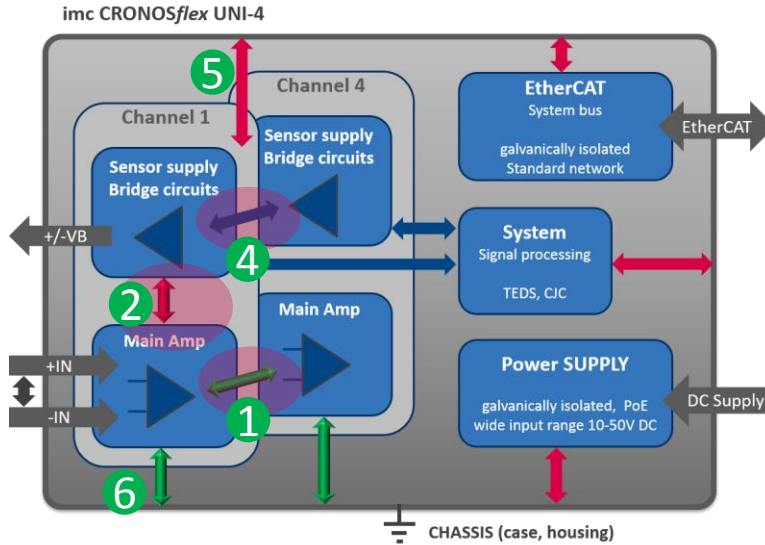 imc CRONOSflex UNI-4
5
Channel 4
Channel 1
EtherCAT
System bus
galvanically isolated
Standard network
EtherCAT
Sensor supply
Bridge circuits
Sensor supply
Bridge circuits
+/-VB
4
System
Signal processing
TEDS, CJC
2
Main Amp
Main Amp
+IN
-IN
1
Power SUPPLY
galvanically isolated, PoE
wide input range 10-50V DC
DC Supply
6
CHASSIS (case, housing)